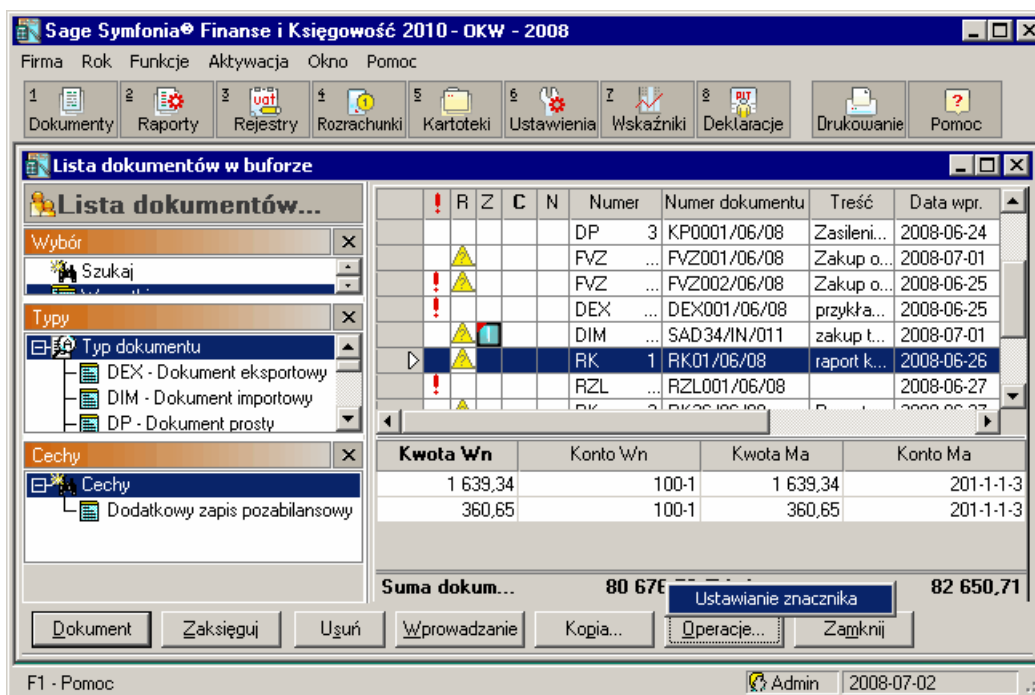 Sage Symfonia® Finanse i Księgowość 2010 - OKW - 2008
Firma Rok Funkcje Aktywacja Okno Pomoc
1 Dokumenty 2 Raporty 3 Rejestry 4 Rozrachunki 5 Kartoteki 6 Ustawienia 7 Wskaźniki 8 Deklaracje Drukowanie Pomoc
Lista dokumentów w buforze
Lista dokumentów...
Wybór
Szukaj
Typy
Typ dokumentu
DEX - Dokument eksportowy
DIM - Dokument importowy
DP - Dokument prosty
Cechy
Cechy
Dodatkowy zapis pozabilansowy
! R Z C N Numer Numer dokumentu Treść Data wpr.
DP 3 KP0001/06/08 Zasileni... 2008-06-24
FVZ ... FVZ001/06/08 Zakup o... 2008-07-01
! FVZ ... FVZ002/06/08 Zakup o... 2008-06-25
! DEX ... DEX001/06/08 przykła... 2008-06-25
1 DIM ... SAD34/IN/011 zakup t... 2008-07-01
RK 1 RK01/06/08 raport k... 2008-06-26
! RZL ... RZL001/06/08 2008-06-27
Kwota Wn Konto Wn Kwota Ma Konto Ma
1 639,34 100-1 1 639,34 201-1-1-3
360,65 100-1 360,65 201-1-1-3
Suma dokum... 80 676 82 650,71
Ustawianie znacznika
Dokument Zaksięguj Usuń Wprowadzanie Kopia... Operacje... Zamknij
F1 - Pomoc Admin 2008-07-02